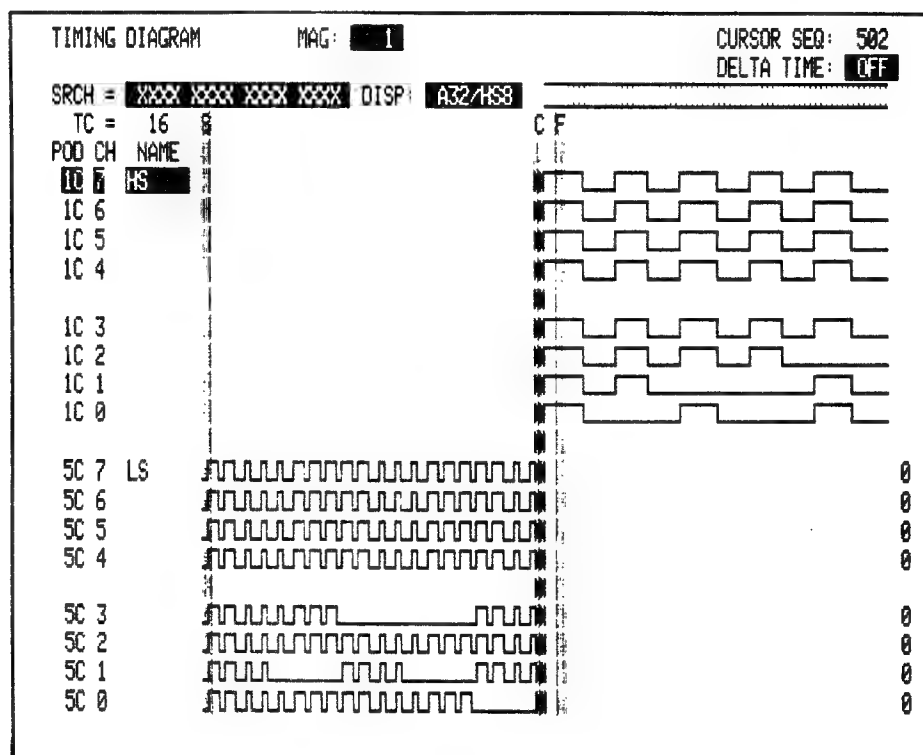 TIMING DIAGRAM MAG: 1 CURSOR SEQ: 502
DELTA TIME: OFF
SRCH = XXXX XXXX XXXX XXXX DISP: A32/HS8
TC = 16 C F
POD CH NAME
1C 7 HS
1C 6
1C 5
1C 4
1C 3
1C 2
1C 1
1C 0
5C 7 LS 0
5C 6 0
5C 5 0
5C 4 0
5C 3 0
5C 2 0
5C 1 0
5C 0 0